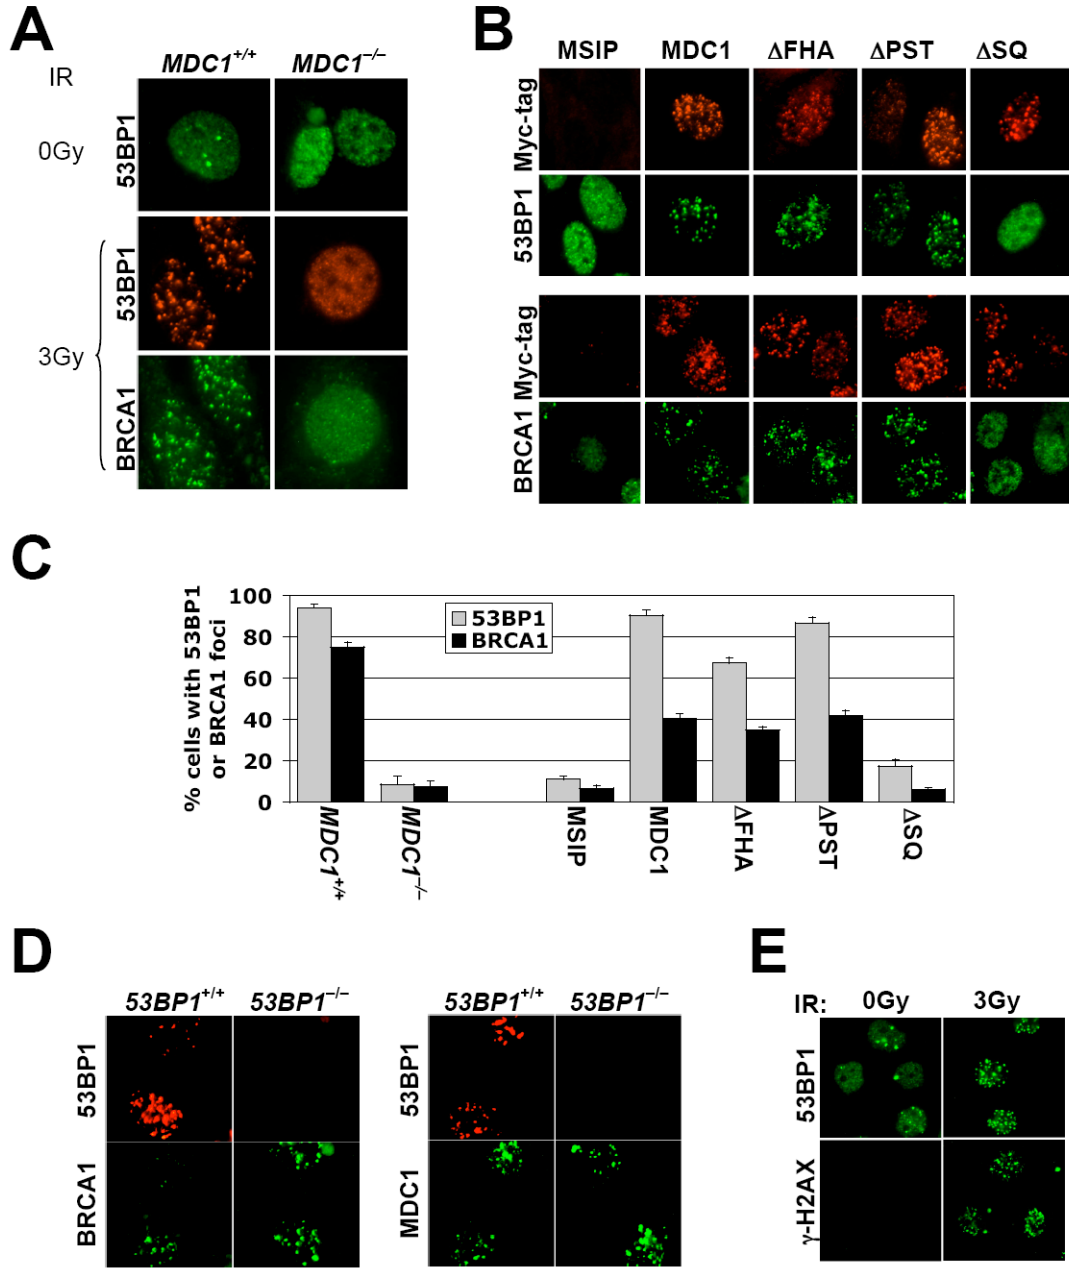 A
MDC1+/+ MDC1−/−
IR
0Gy
53BP1
3Gy
53BP1
BRCA1
B
MSIP MDC1 ΔFHA ΔPST ΔSQ
Myc-tag
53BP1
Myc-tag
BRCA1
C
% cells with 53BP1
or BRCA1 foci
100
80
60
40
20
0
53BP1
BRCA1
MDC1+/+
MDC1−/−
MSIP
MDC1
ΔFHA
ΔPST
ΔSQ
D
53BP1+/+ 53BP1−/−
53BP1
BRCA1
53BP1+/+ 53BP1−/−
53BP1
MDC1
E
IR: 0Gy 3Gy
53BP1
γ-H2AX